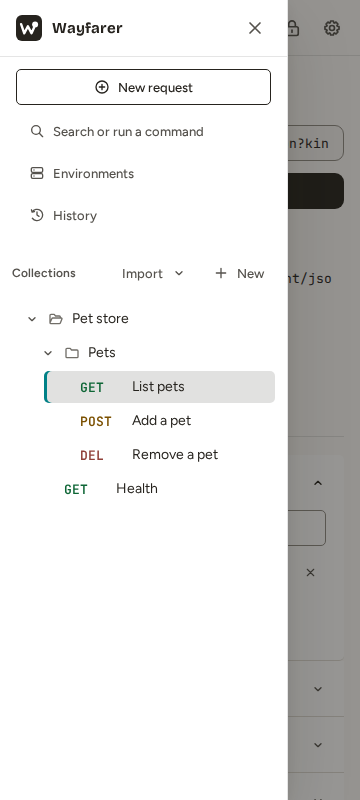 Wayfarer
New request
n?kin
Search or run a command
Environments
History
Collections Import New
nt/jso
Pet store
Pets
GET List pets
POST Add a pet
DEL Remove a pet
GET Health